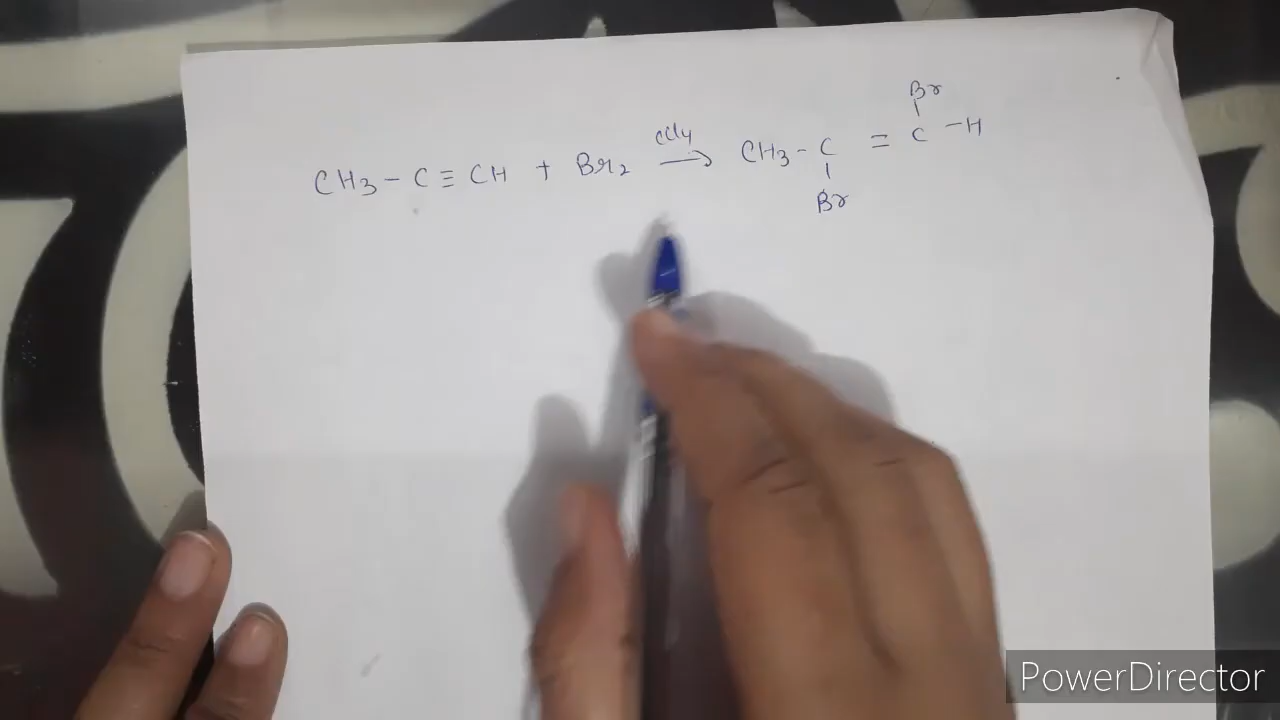 CH3 - C ≡ CH + Br2 CCl4 → CH3 - C = C - H
Br
Br
PowerDirector